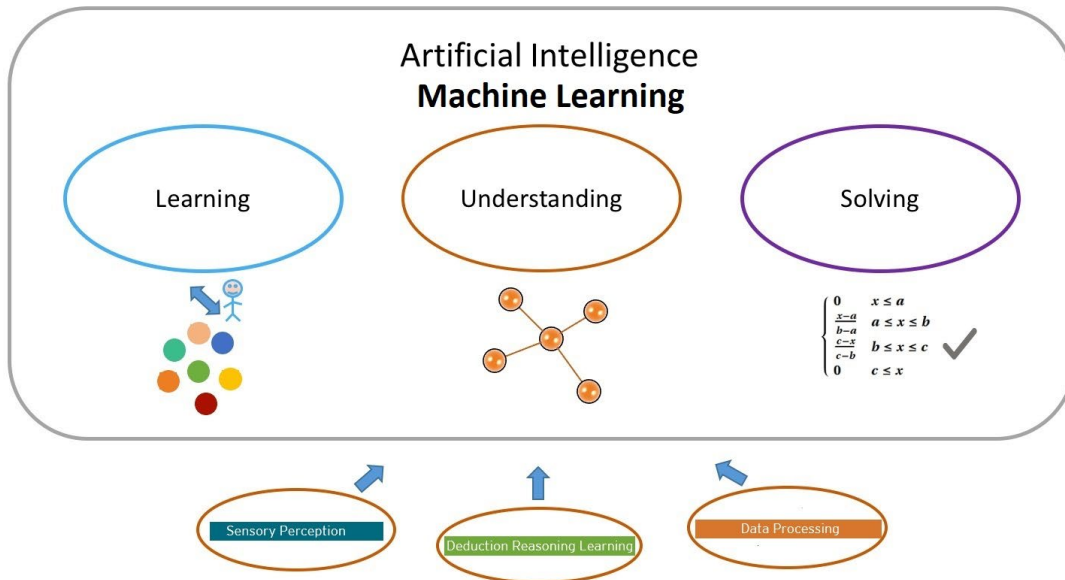 Artificial Intelligence
Machine Learning
Learning
Understanding
Solving
0 x ≤ a
x−a/b−a a ≤ x ≤ b
c−x/c−b b ≤ x ≤ c
0 c ≤ x
Sensory Perception
Deduction Reasoning Learning
Data Processing